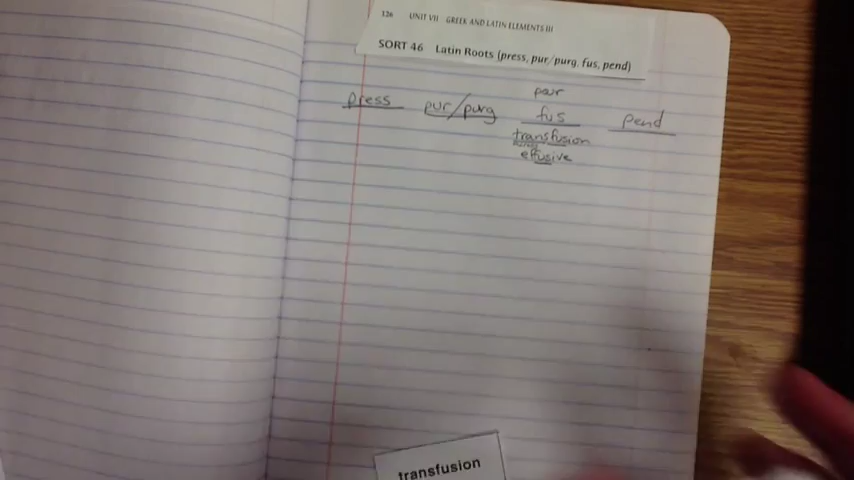 126 UNIT VII GREEK AND LATIN ELEMENTS III
SORT 46 Latin Roots (press, pur/purg, fus, pend)
pour
press pur/purg fus pend
transfusion
effusive
transfusion